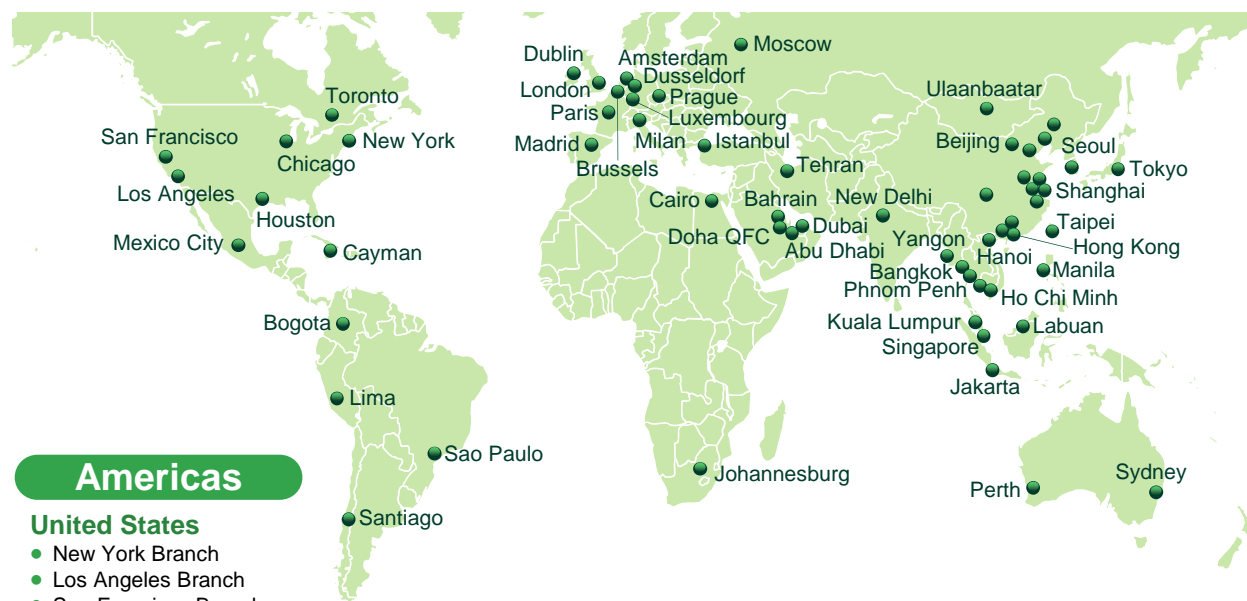 Moscow
Dublin
Amsterdam
Dusseldorf
London
Prague
Ulaanbaatar
Toronto
Paris
Luxembourg
San Francisco
New York
Madrid
Milan
Istanbul
Beijing
Seoul
Chicago
Brussels
Tehran
Tokyo
Los Angeles
Cairo
Bahrain
New Delhi
Shanghai
Houston
Doha QFC
Dubai
Taipei
Mexico City
Cayman
Abu Dhabi
Yangon
Hanoi
Hong Kong
Bangkok
Manila
Phnom Penh
Ho Chi Minh
Bogota
Kuala Lumpur
Labuan
Singapore
Jakarta
Lima
Sao Paulo
Johannesburg
Sydney
Perth
Santiago
Americas
United States
• New York Branch
• Los Angeles Branch